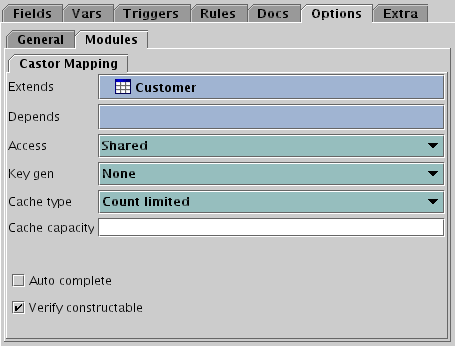 Fields Vars Triggers Rules Docs Options Extra
General Modules
Castor Mapping
Extends Customer
Depends
Access Shared
Key gen None
Cache type Count limited
Cache capacity
Auto complete
Verify constructable